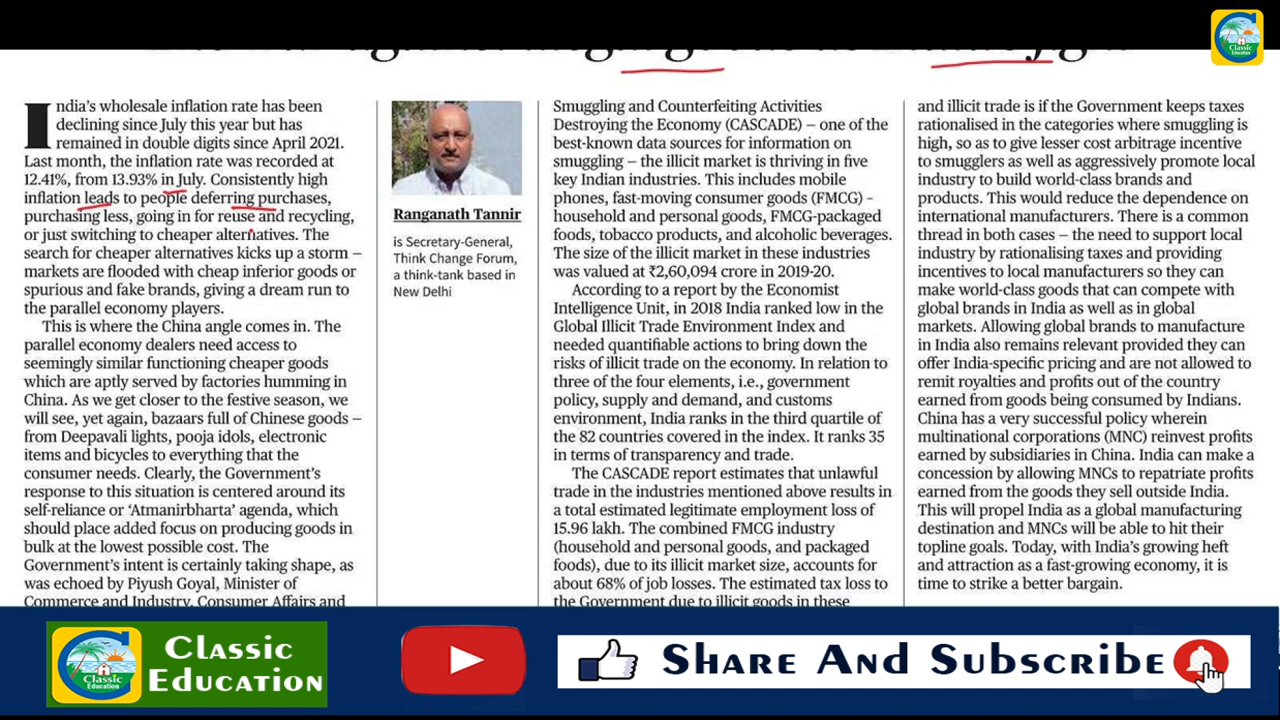 Classic
Education
India's wholesale inflation rate has been
declining since July this year but has
remained in double digits since April 2021.
Last month, the inflation rate was recorded at
12.41%, from 13.93% in July. Consistently high
inflation leads to people deferring purchases,
purchasing less, going in for reuse and recycling,
or just switching to cheaper alternatives. The
search for cheaper alternatives kicks up a storm –
markets are flooded with cheap inferior goods or
spurious and fake brands, giving a dream run to
the parallel economy players.
This is where the China angle comes in. The
parallel economy dealers need access to
seemingly similar functioning cheaper goods
which are aptly served by factories humming in
China. As we get closer to the festive season, we
will see, yet again, bazaars full of Chinese goods –
from Deepavali lights, pooja idols, electronic
items and bicycles to everything that the
consumer needs. Clearly, the Government's
response to this situation is centered around its
self-reliance or ‘Atmanirbharta’ agenda, which
should place added focus on producing goods in
bulk at the lowest possible cost. The
Government's intent is certainly taking shape, as
was echoed by Piyush Goyal, Minister of
Commerce and Industry, Consumer Affairs and
Ranganath Tannir
is Secretary-General,
Think Change Forum,
a think-tank based in
New Delhi
Smuggling and Counterfeiting Activities
Destroying the Economy (CASCADE) – one of the
best-known data sources for information on
smuggling – the illicit market is thriving in five
key Indian industries. This includes mobile
phones, fast-moving consumer goods (FMCG) -
household and personal goods, FMCG-packaged
foods, tobacco products, and alcoholic beverages.
The size of the illicit market in these industries
was valued at ₹2,60,094 crore in 2019-20.
According to a report by the Economist
Intelligence Unit, in 2018 India ranked low in the
Global Illicit Trade Environment Index and
needed quantifiable actions to bring down the
risks of illicit trade on the economy. In relation to
three of the four elements, i.e., government
policy, supply and demand, and customs
environment, India ranks in the third quartile of
the 82 countries covered in the index. It ranks 35
in terms of transparency and trade.
The CASCADE report estimates that unlawful
trade in the industries mentioned above results in
a total estimated legitimate employment loss of
15.96 lakh. The combined FMCG industry
(household and personal goods, and packaged
foods), due to its illicit market size, accounts for
about 68% of job losses. The estimated tax loss to
the Government due to illicit goods in these
and illicit trade is if the Government keeps taxes
rationalised in the categories where smuggling is
high, so as to give lesser cost arbitrage incentive
to smugglers as well as aggressively promote local
industry to build world-class brands and
products. This would reduce the dependence on
international manufacturers. There is a common
thread in both cases – the need to support local
industry by rationalising taxes and providing
incentives to local manufacturers so they can
make world-class goods that can compete with
global brands in India as well as in global
markets. Allowing global brands to manufacture
in India also remains relevant provided they can
offer India-specific pricing and are not allowed to
remit royalties and profits out of the country
earned from goods being consumed by Indians.
China has a very successful policy wherein
multinational corporations (MNC) reinvest profits
earned by subsidiaries in China. India can make a
concession by allowing MNCs to repatriate profits
earned from the goods they sell outside India.
This will propel India as a global manufacturing
destination and MNCs will be able to hit their
topline goals. Today, with India's growing heft
and attraction as a fast-growing economy, it is
time to strike a better bargain.
Classic
Education
Classic
Education
Share And Subscribe